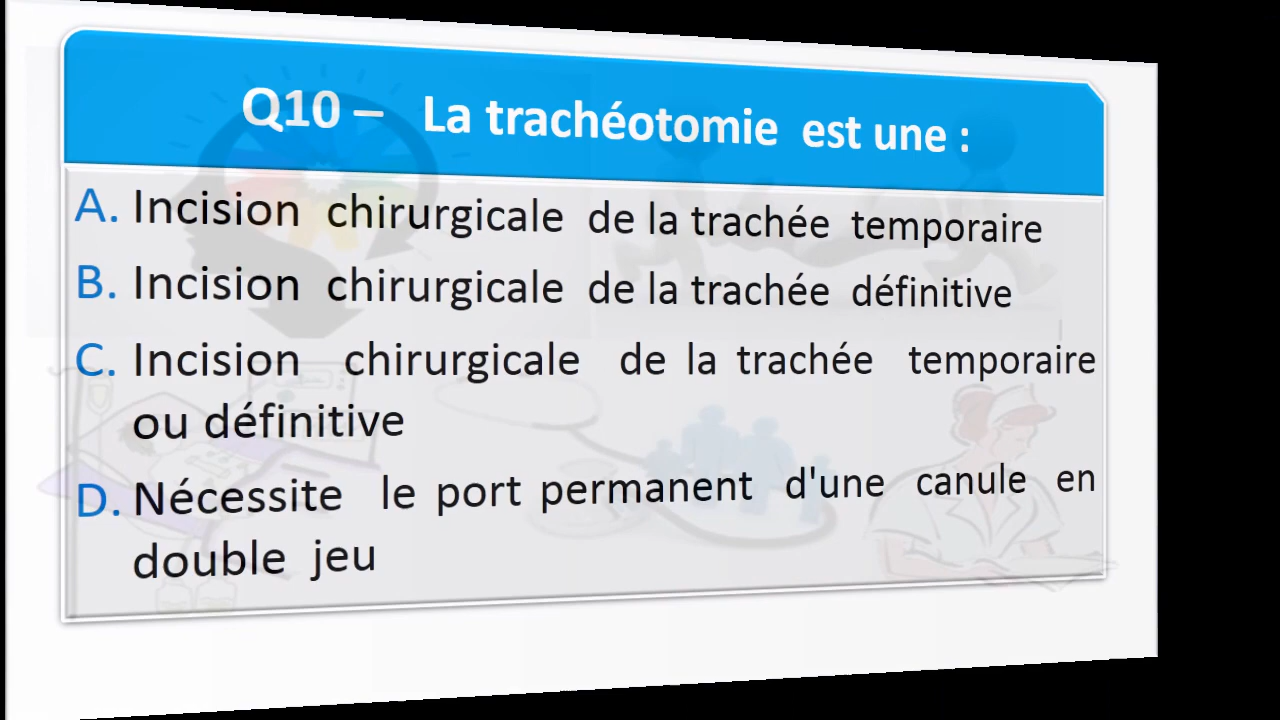 Q10 – La trachéotomie est une :
A. Incision chirurgicale de la trachée temporaire
B. Incision chirurgicale de la trachée définitive
C. Incision chirurgicale de la trachée temporaire
ou définitive
D. Nécessite le port permanent d'une canule en
double jeu